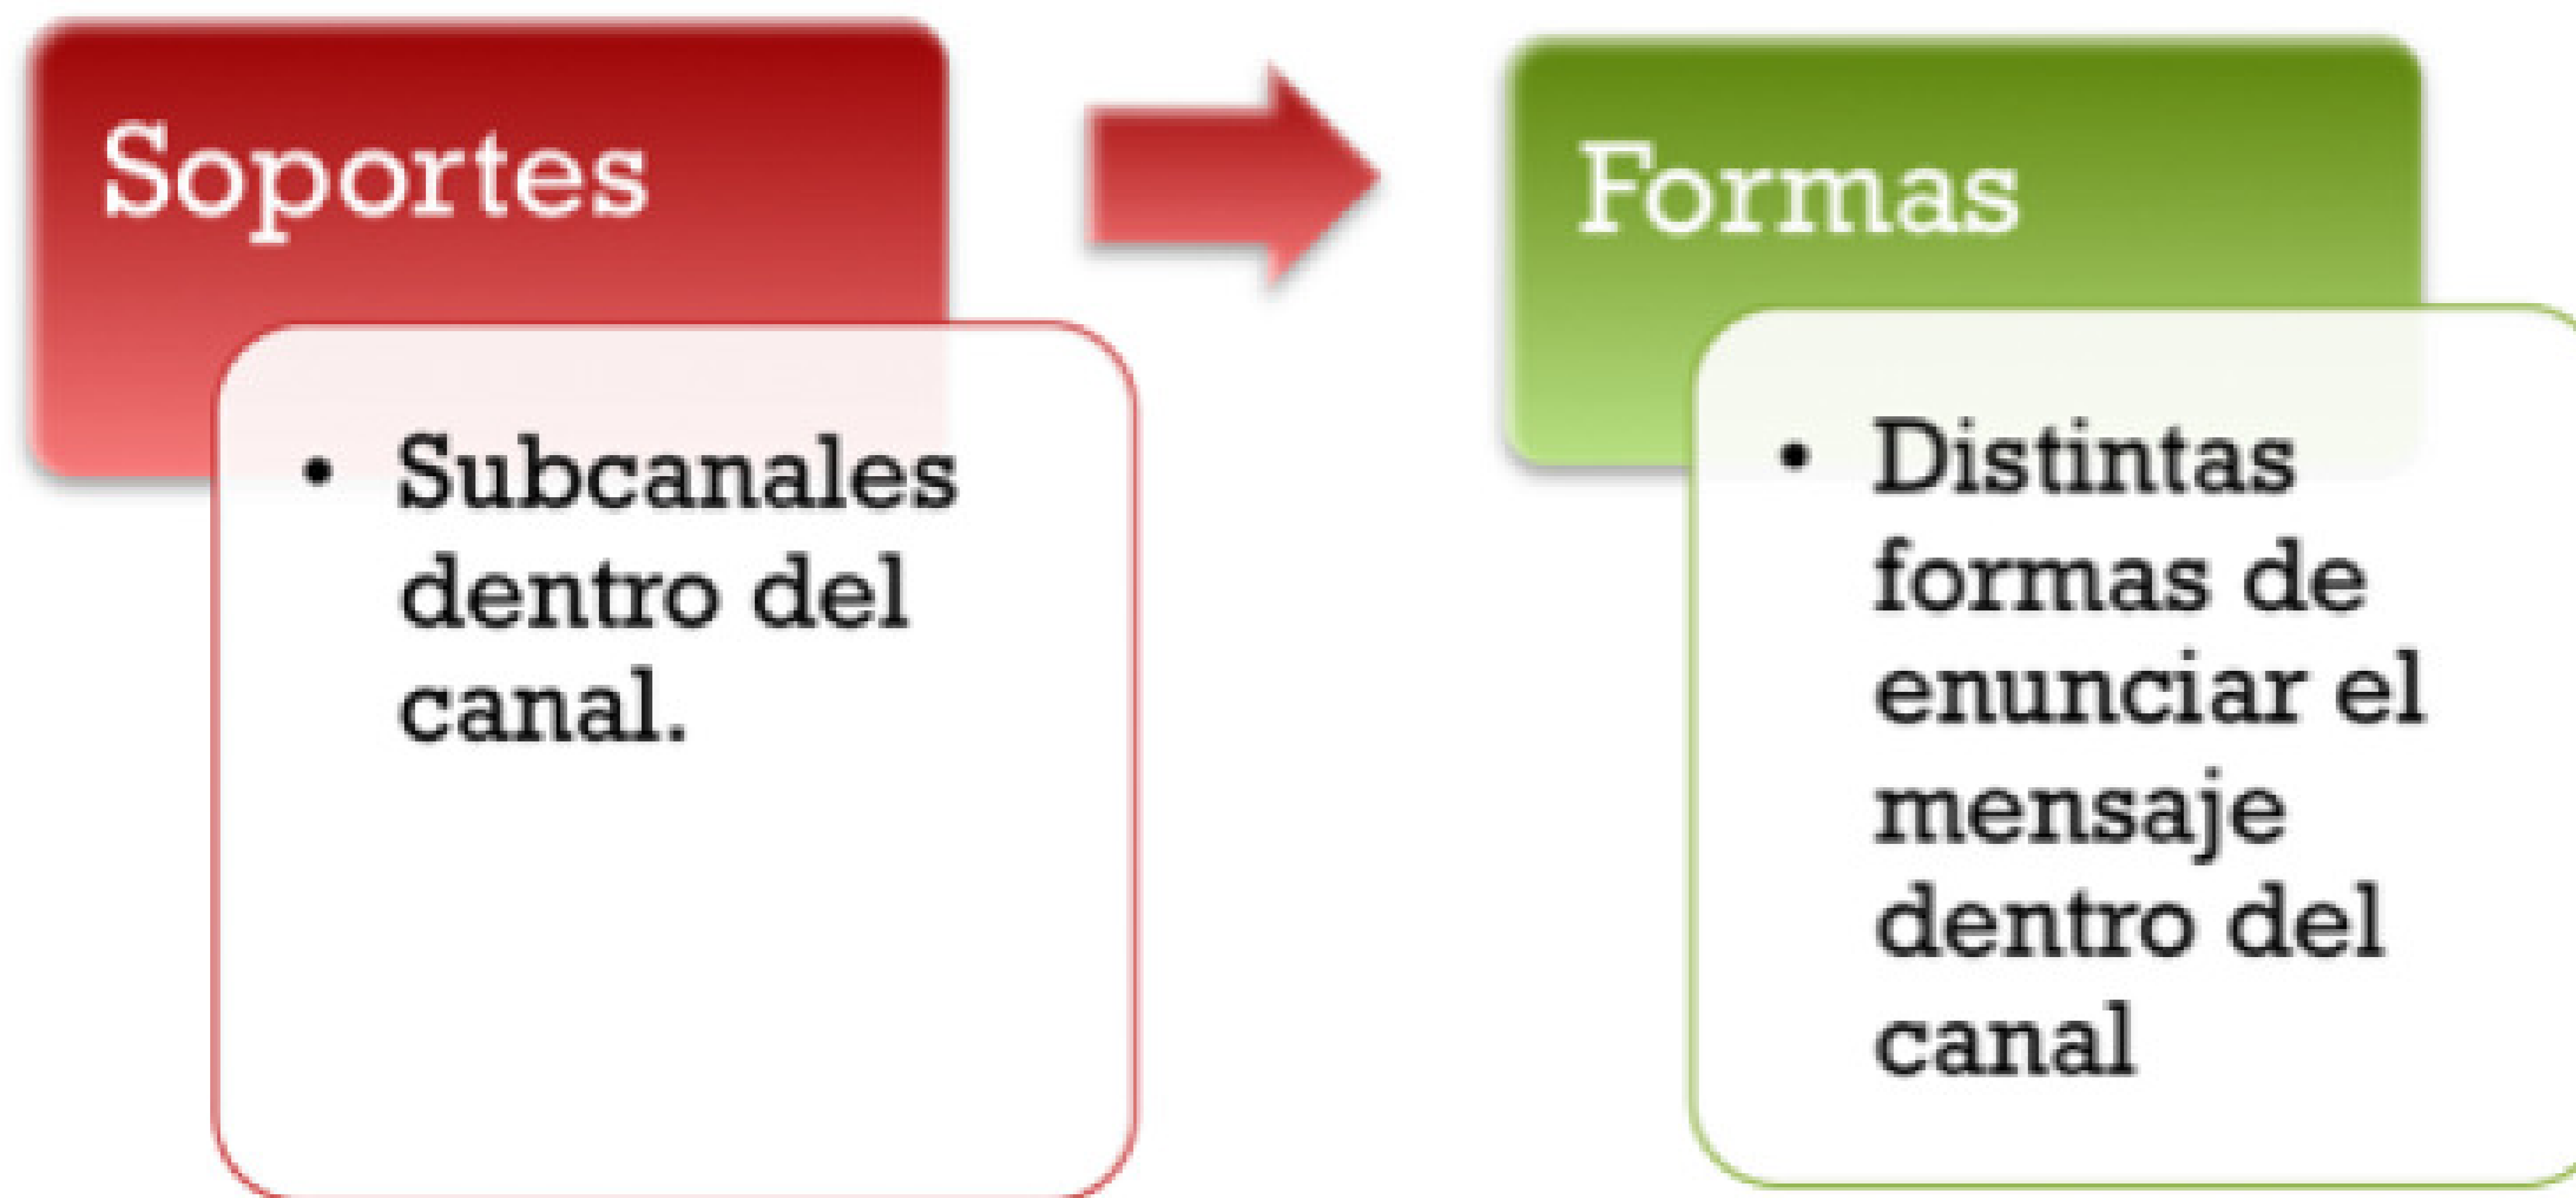 Soportes
• Subcanales
dentro del
canal.
Formas
• Distintas
formas de
enunciar el
mensaje
dentro del
canal